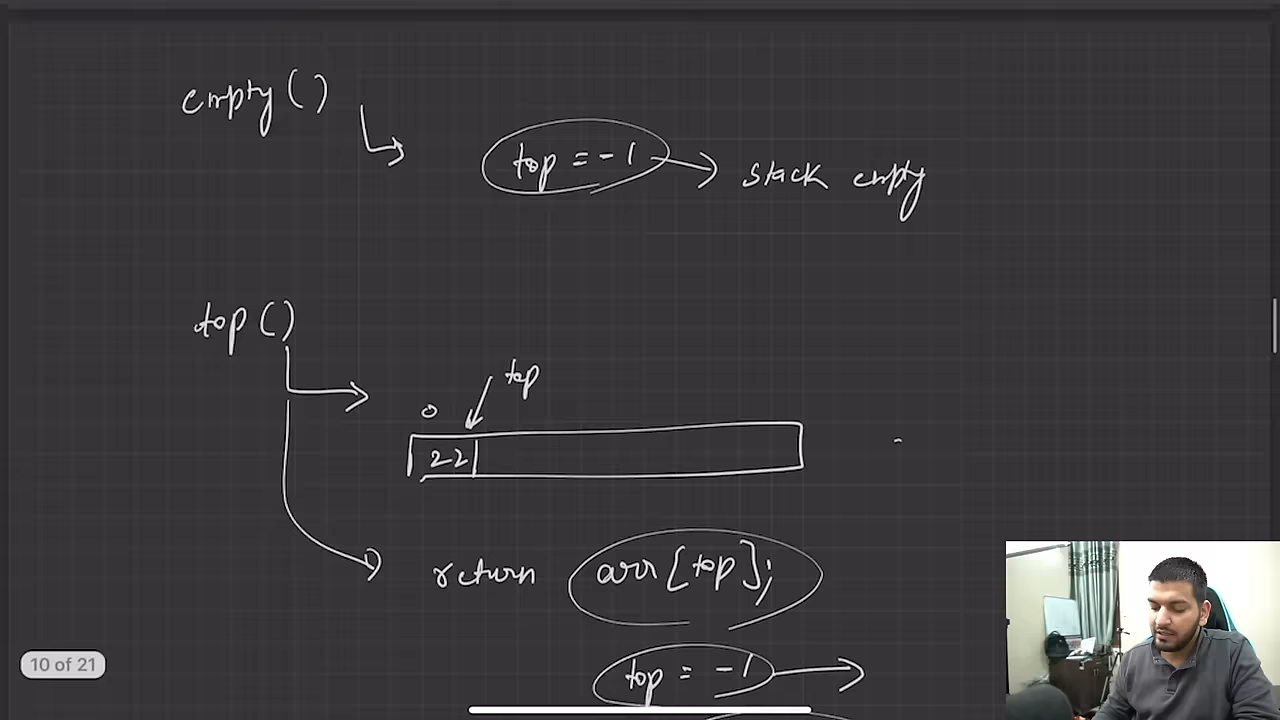 empty()
top = -1 → stack empty
top()
top
0
22
return arr[top];
top = -1 →
10 of 21